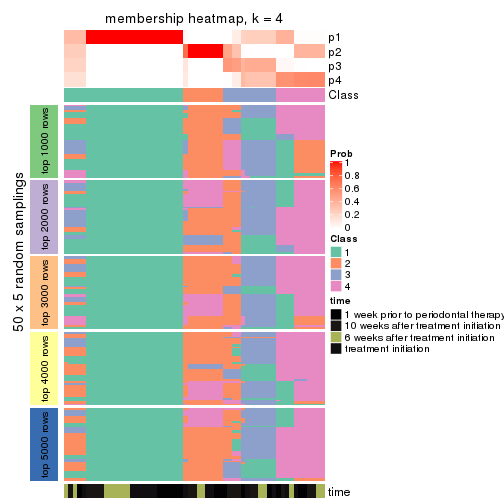 membership heatmap, k = 4
p1
p2
p3
p4
Class
50 x 5 random samplings
top 1000 rows
top 2000 rows
top 3000 rows
top 4000 rows
top 5000 rows
time
Prob
1
0.8
0.6
0.4
0.2
0
Class
1
2
3
4
time
1 week prior to periodontal therapy
10 weeks after treatment initiation
6 weeks after treatment initiation
treatment initiation